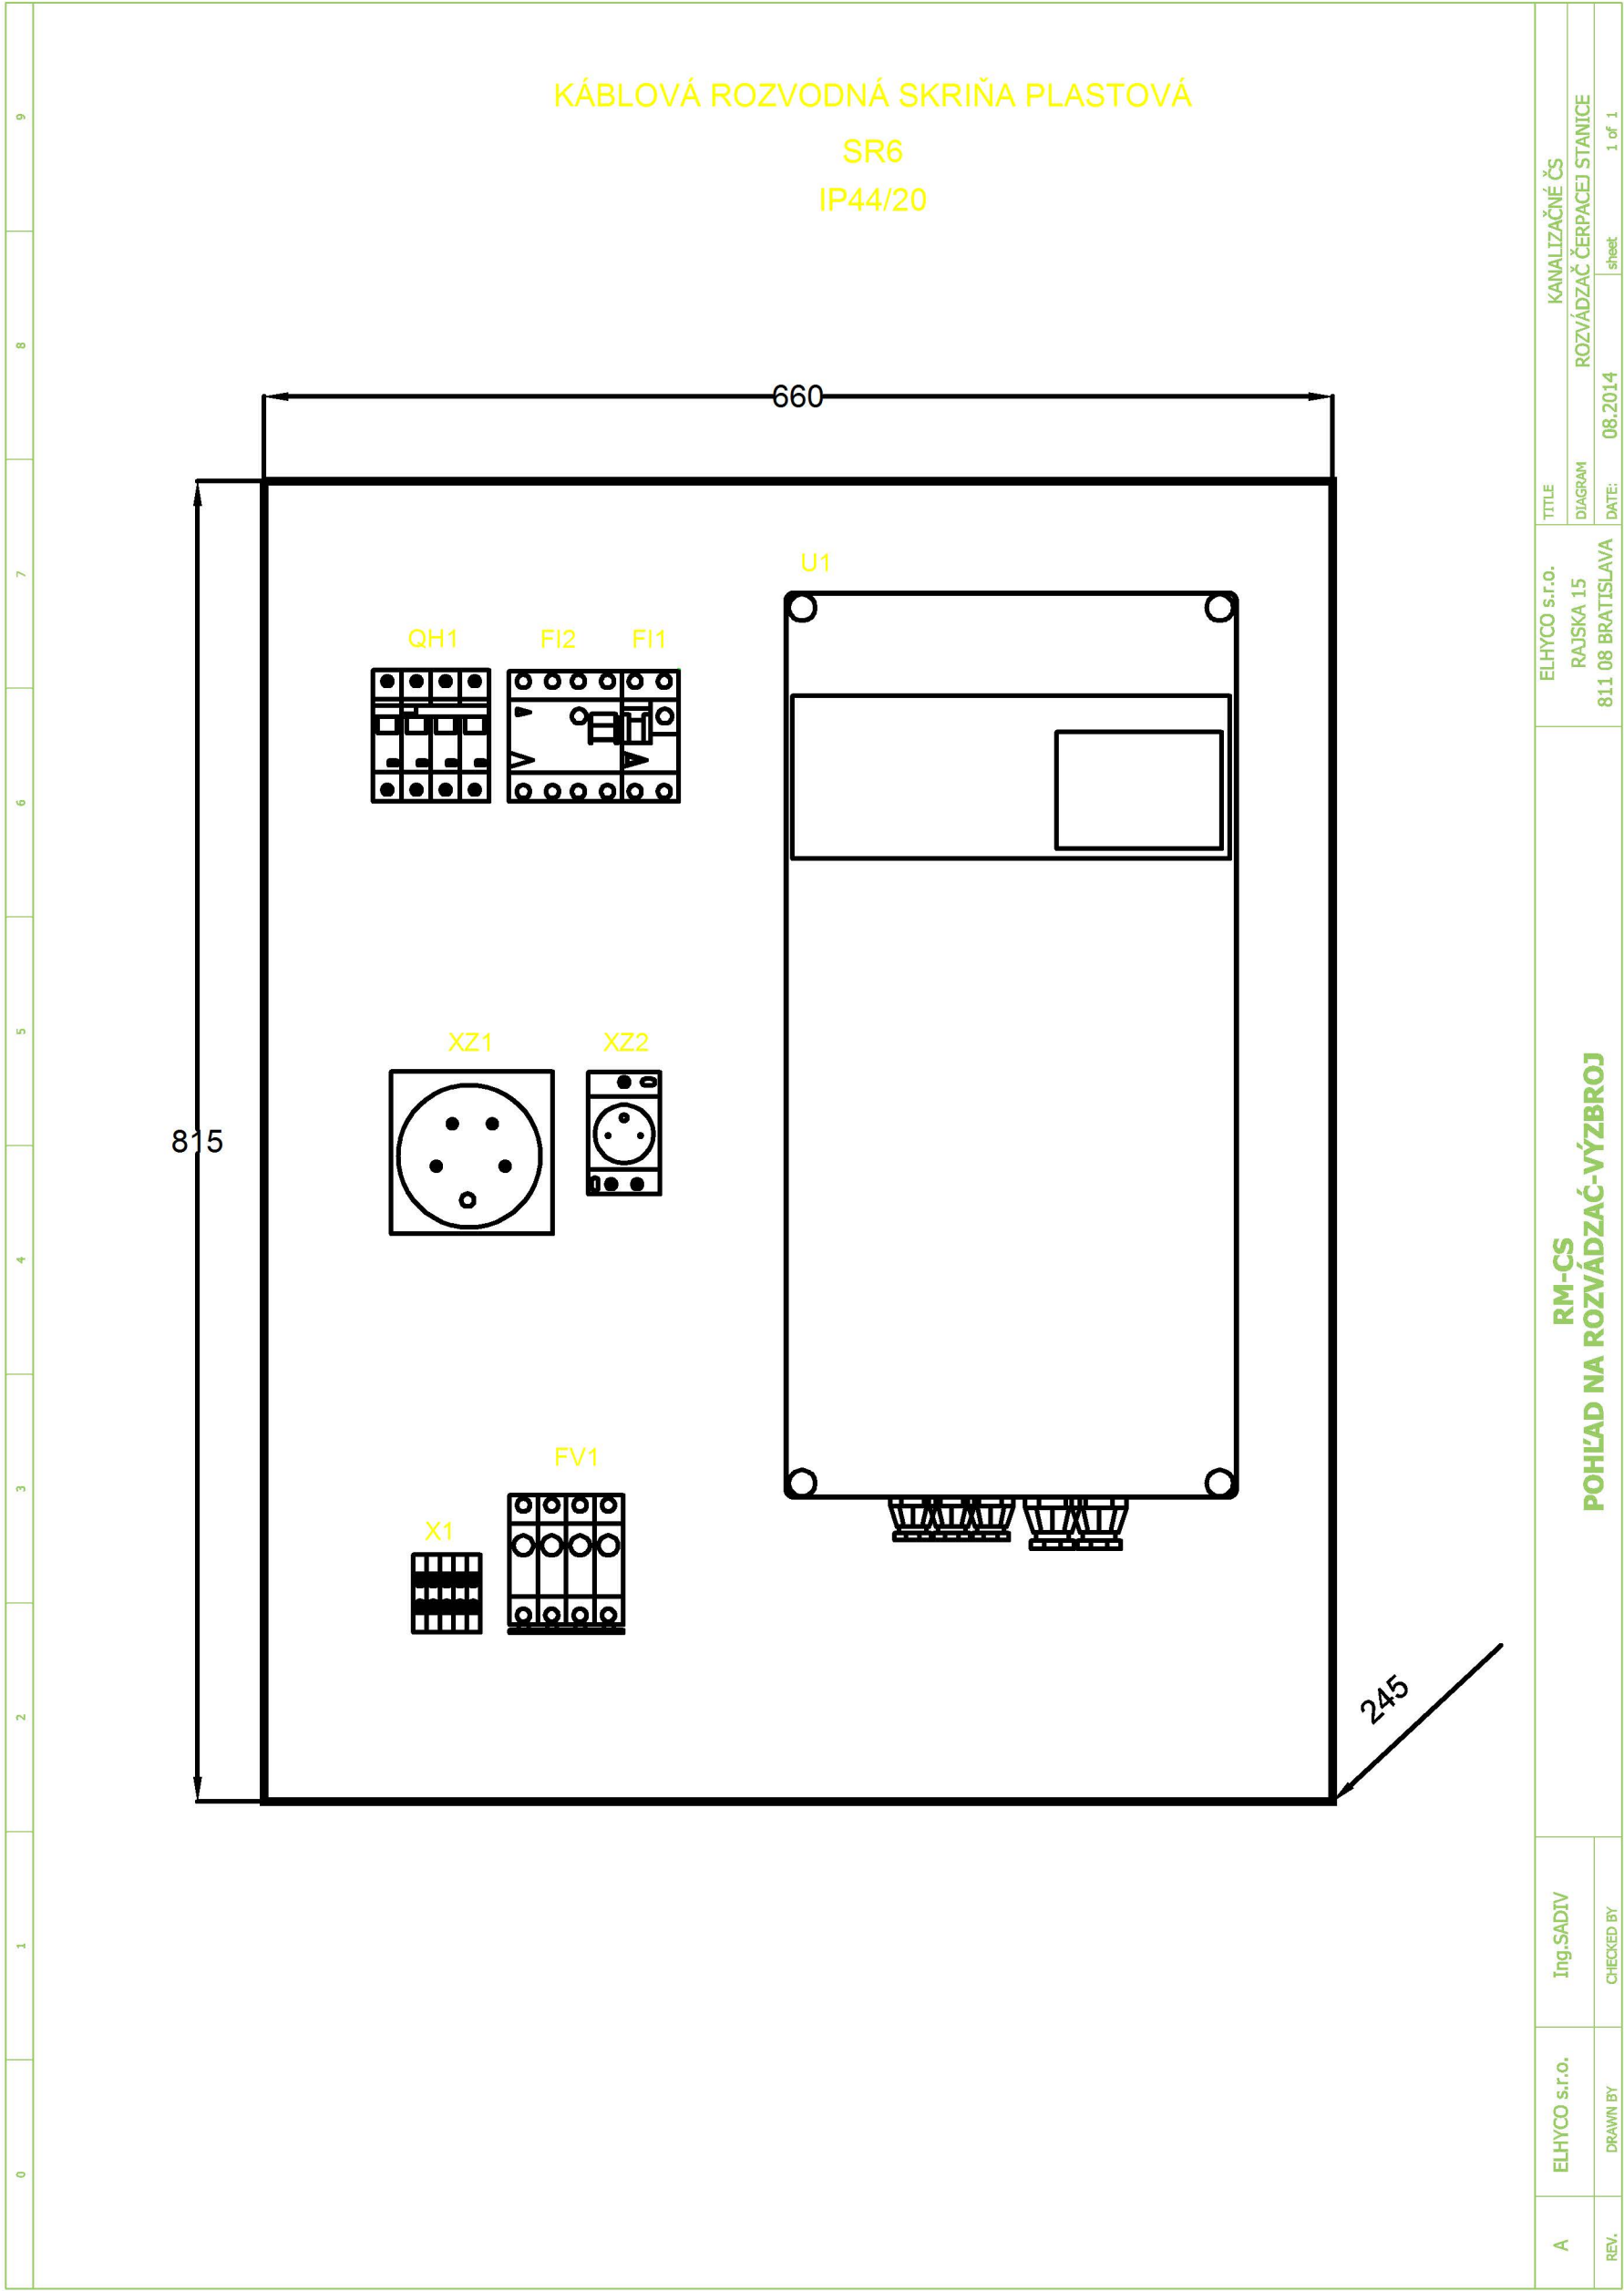 KÁBLOVÁ ROZVODNÁ SKRIŇA PLASTOVÁ
SR6
IP44/20
660
815
245
U1
QH1
FI2
FI1
XZ1
XZ2
FV1
X1
9
8
7
6
5
4
3
2
1
0
A
REV.
ELHYCO s.r.o.
DRAWN BY
Ing.SADIV
CHECKED BY
RM-CS
POHĽAD NA ROZVÁDZAĆ-VÝZBROJ
ELHYCO s.r.o.
RAJSKA 15
811 08 BRATISLAVA
TITLE KANALIZAČNÉ ČS
DIAGRAM ROZVÁDZAČ ČERPACEJ STANICE
DATE: 08.2014 sheet 1 of 1